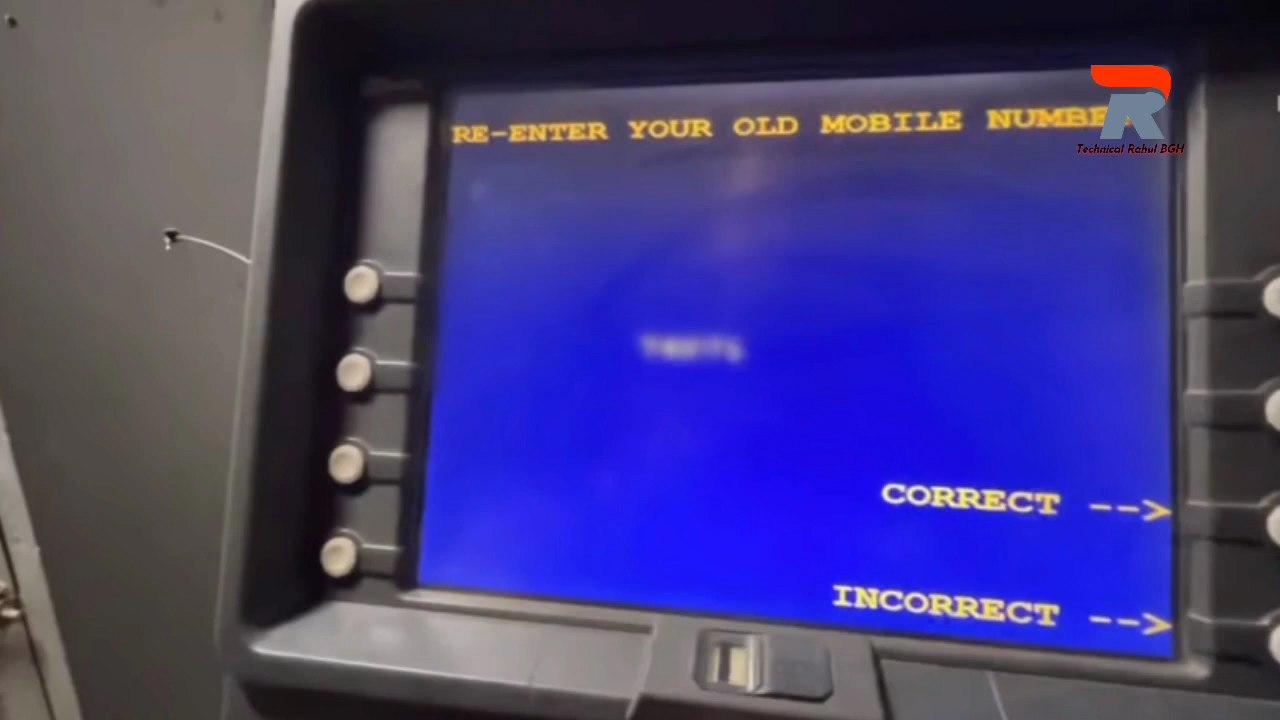 RE-ENTER YOUR OLD MOBILE NUMBER
Technical Rahul BGH
CORRECT -->
INCORRECT -->